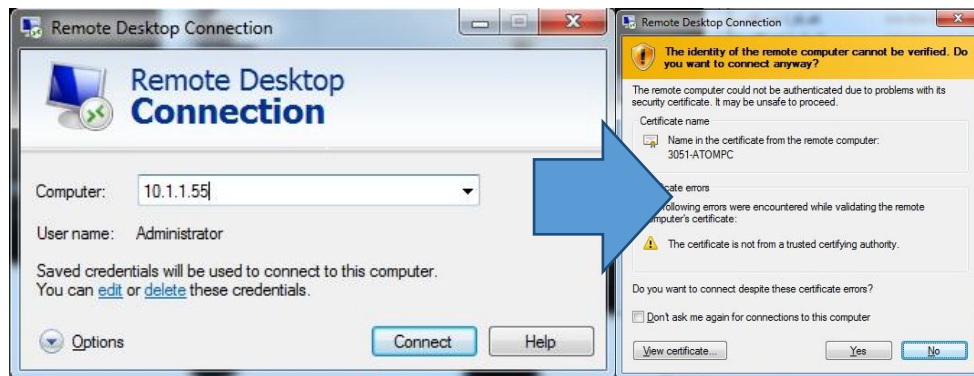 Remote Desktop Connection
Remote Desktop
Connection
Computer: 10.1.1.55
User name: Administrator
Saved credentials will be used to connect to this computer.
You can edit or delete these credentials.
Options
Connect
Help
Remote Desktop Connection
The identity of the remote computer cannot be verified. Do
you want to connect anyway?
The remote computer could not be authenticated due to problems with its
security certificate. It may be unsafe to proceed.
Certificate name
Name in the certificate from the remote computer:
3051-ATOMPC
errors
following errors were encountered while validating the remote
certificate:
The certificate is not from a trusted certifying authority.
Do you want to connect despite these certificate errors?
Don't ask me again for connections to this computer
View certificate...
Yes
No